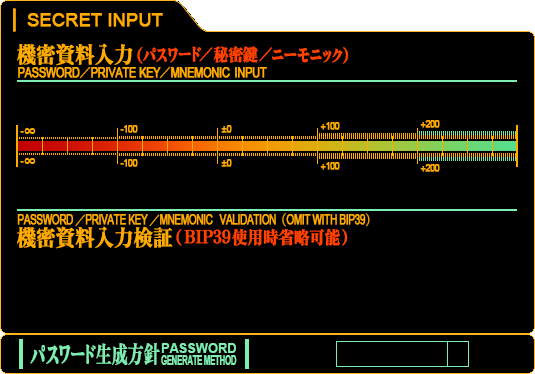 SECRET INPUT
機密資料入力(パスワード/秘密鍵/ニーモニック)
PASSWORD/PRIVATE KEY/MNEMONIC INPUT
-∞ -100 ±0 +100 +200
-∞ -100 ±0 +100 +200
PASSWORD/PRIVATE KEY/MNEMONIC VALIDATION (OMIT WITH BIP39)
機密資料入力検証(BIP39使用時省略可能)
パスワード生成方針 PASSWORD
GENERATE METHOD